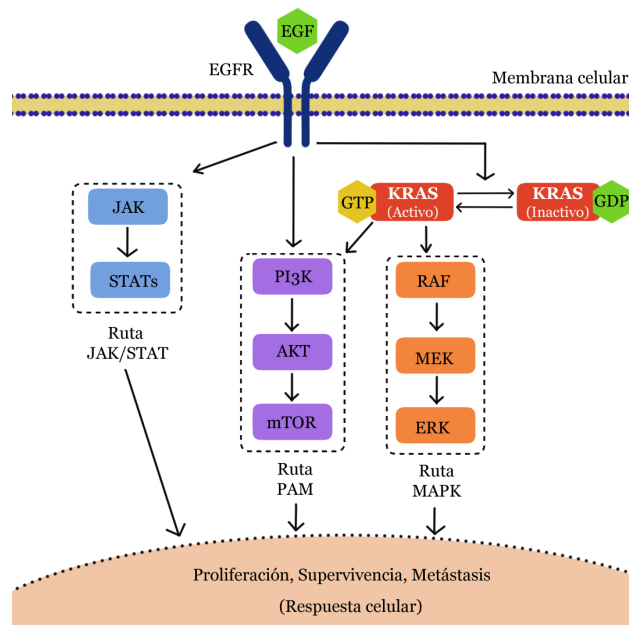 EGF
EGFR
Membrana celular
JAK
STATs
Ruta
JAK/STAT
GTP
KRAS
(Activo)
KRAS
(Inactivo)
GDP
PI3K
AKT
mTOR
Ruta
PAM
RAF
MEK
ERK
Ruta
MAPK
Proliferación, Supervivencia, Metástasis
(Respuesta celular)